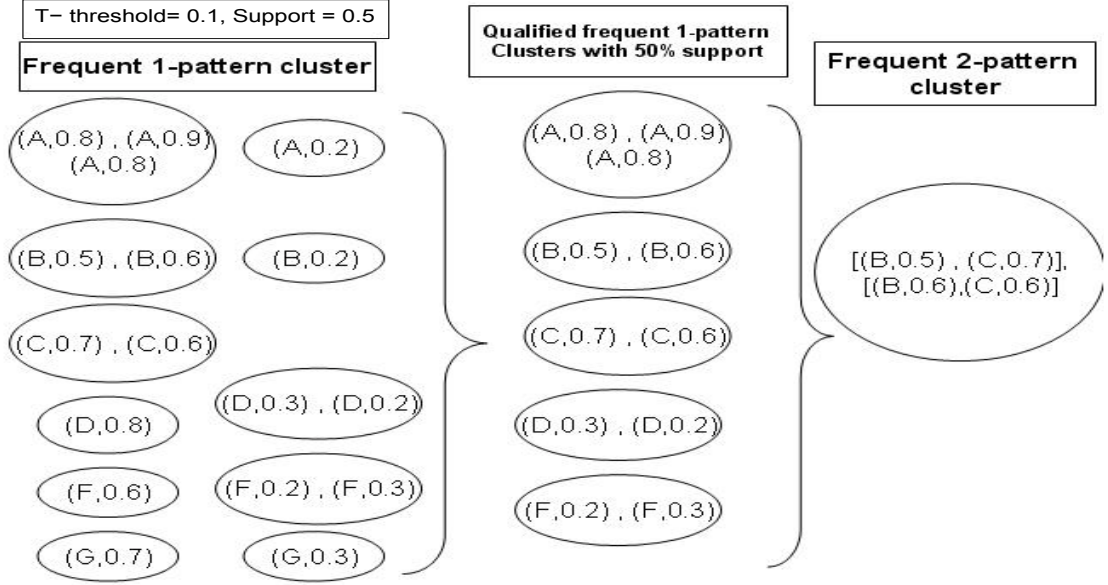 T− threshold= 0.1, Support = 0.5
Frequent 1-pattern cluster
(A,0.8) , (A,0.9)
(A,0.8)
(A,0.2)
(B,0.5) , (B,0.6)
(B,0.2)
(C,0.7) , (C,0.6)
(D,0.8)
(D,0.3) , (D,0.2)
(F,0.6)
(F,0.2) , (F,0.3)
(G,0.7)
(G,0.3)
Qualified frequent 1-pattern
Clusters with 50% support
(A,0.8) , (A,0.9)
(A,0.8)
(B,0.5) , (B,0.6)
(C,0.7) , (C,0.6)
(D,0.3) , (D,0.2)
(F,0.2) , (F,0.3)
Frequent 2-pattern
cluster
[(B,0.5) , (C,0.7)],
[(B,0.6),(C,0.6)]